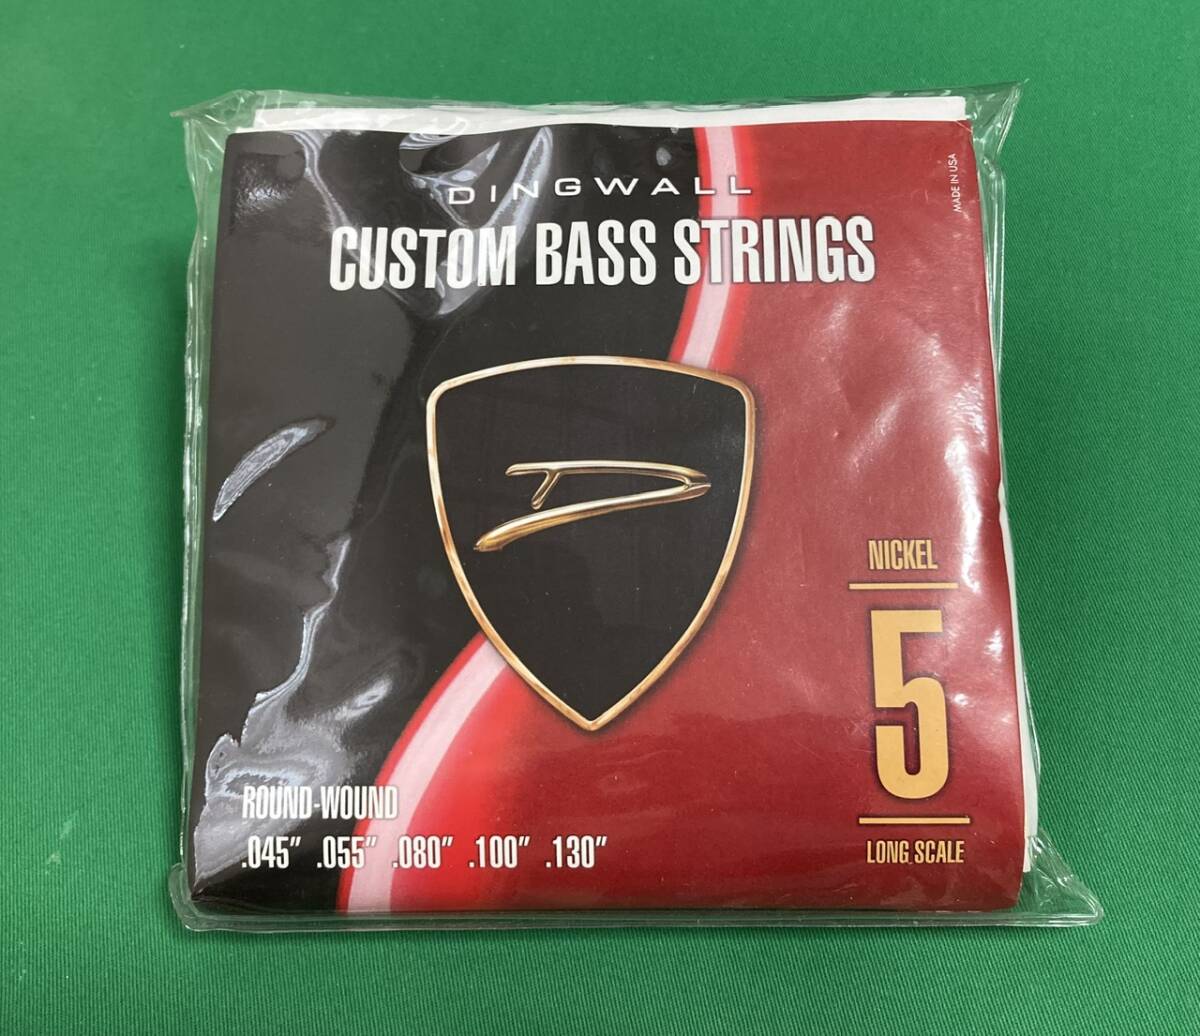 MADE IN USA
DINGWALL
CUSTOM BASS STRINGS
NICKEL
5
LONG SCALE
ROUND-WOUND
.045” .055” .080” .100” .130”